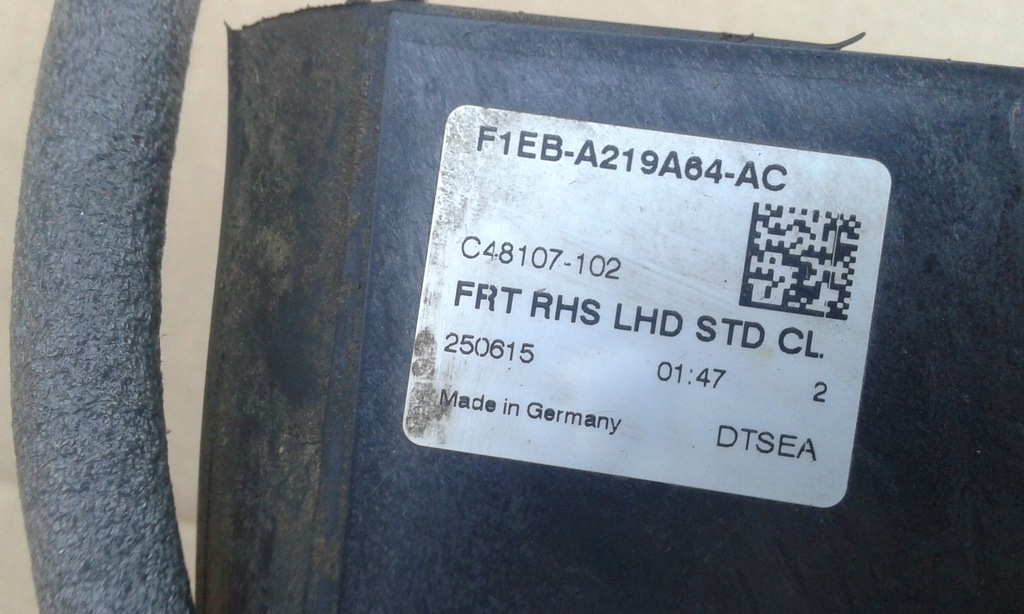 F1EB-A219A64-AC
C48107-102
FRT RHS LHD STD CL.
250615 01:47 2
Made in Germany DTSEA